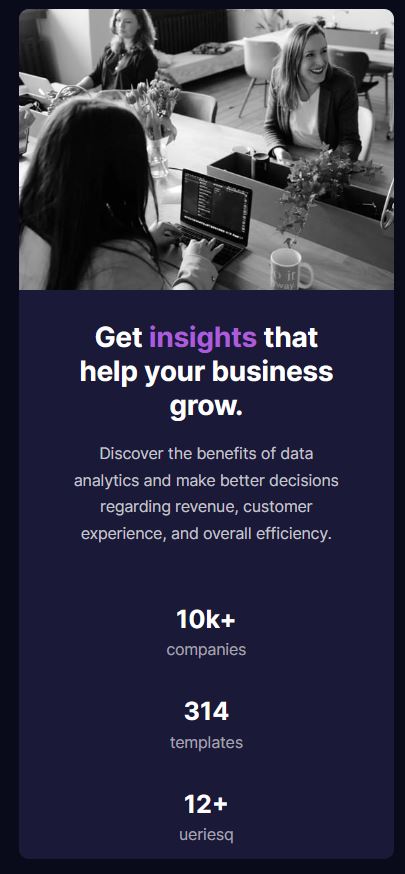 Get insights that
help your business
grow.
Discover the benefits of data
analytics and make better decisions
regarding revenue, customer
experience, and overall efficiency.
10k+
companies
314
templates
12+
ueriesq